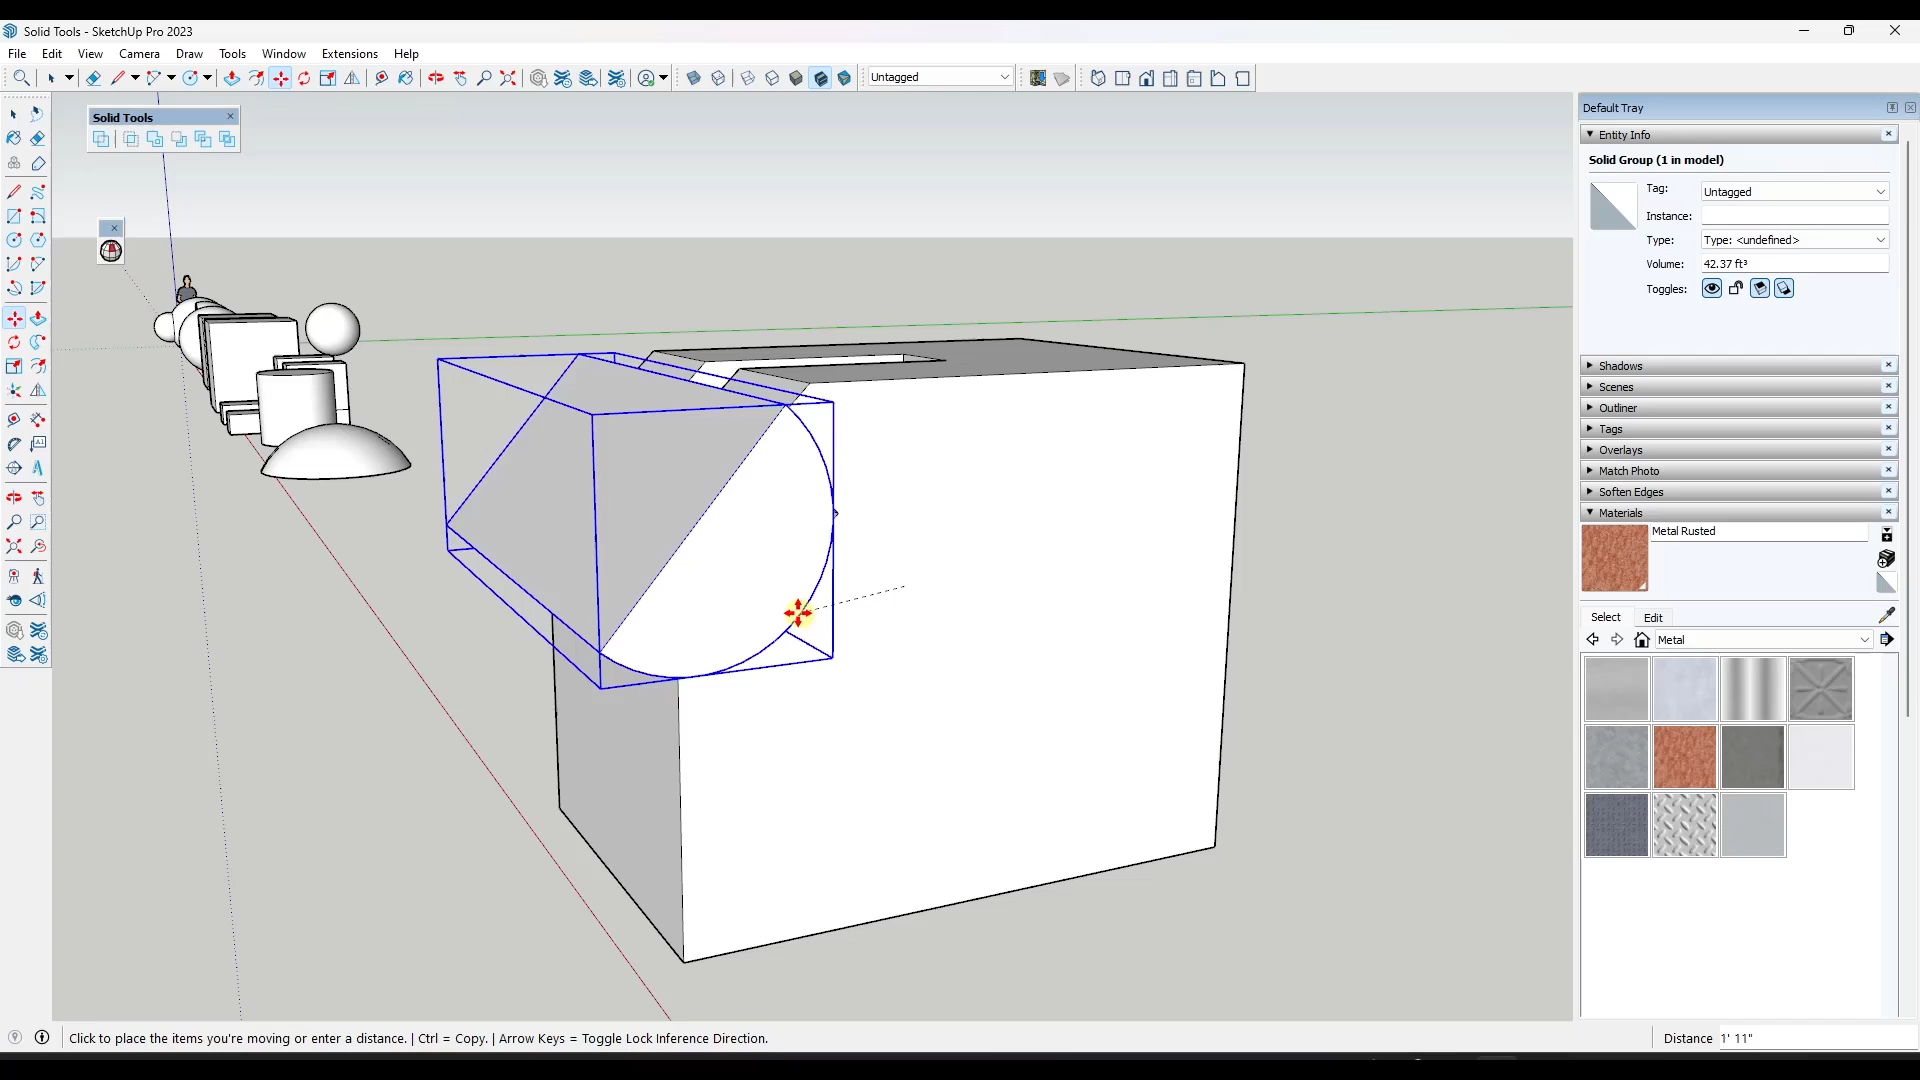 Solid Tools - SketchUp Pro 2023
File Edit View Camera Draw Tools Window Extensions Help
Untagged
Solid Tools
Default Tray
Entity Info
Solid Group (1 in model)
Tag: Untagged
Instance:
Type: Type: <undefined>
Volume: 42.37 ft³
Toggles:
Shadows
Scenes
Outliner
Tags
Overlays
Match Photo
Soften Edges
Materials
Metal Rusted
Select Edit
Metal
Click to place the items you're moving or enter a distance. | Ctrl = Copy. | Arrow Keys = Toggle Lock Inference Direction.
Distance 1' 11"